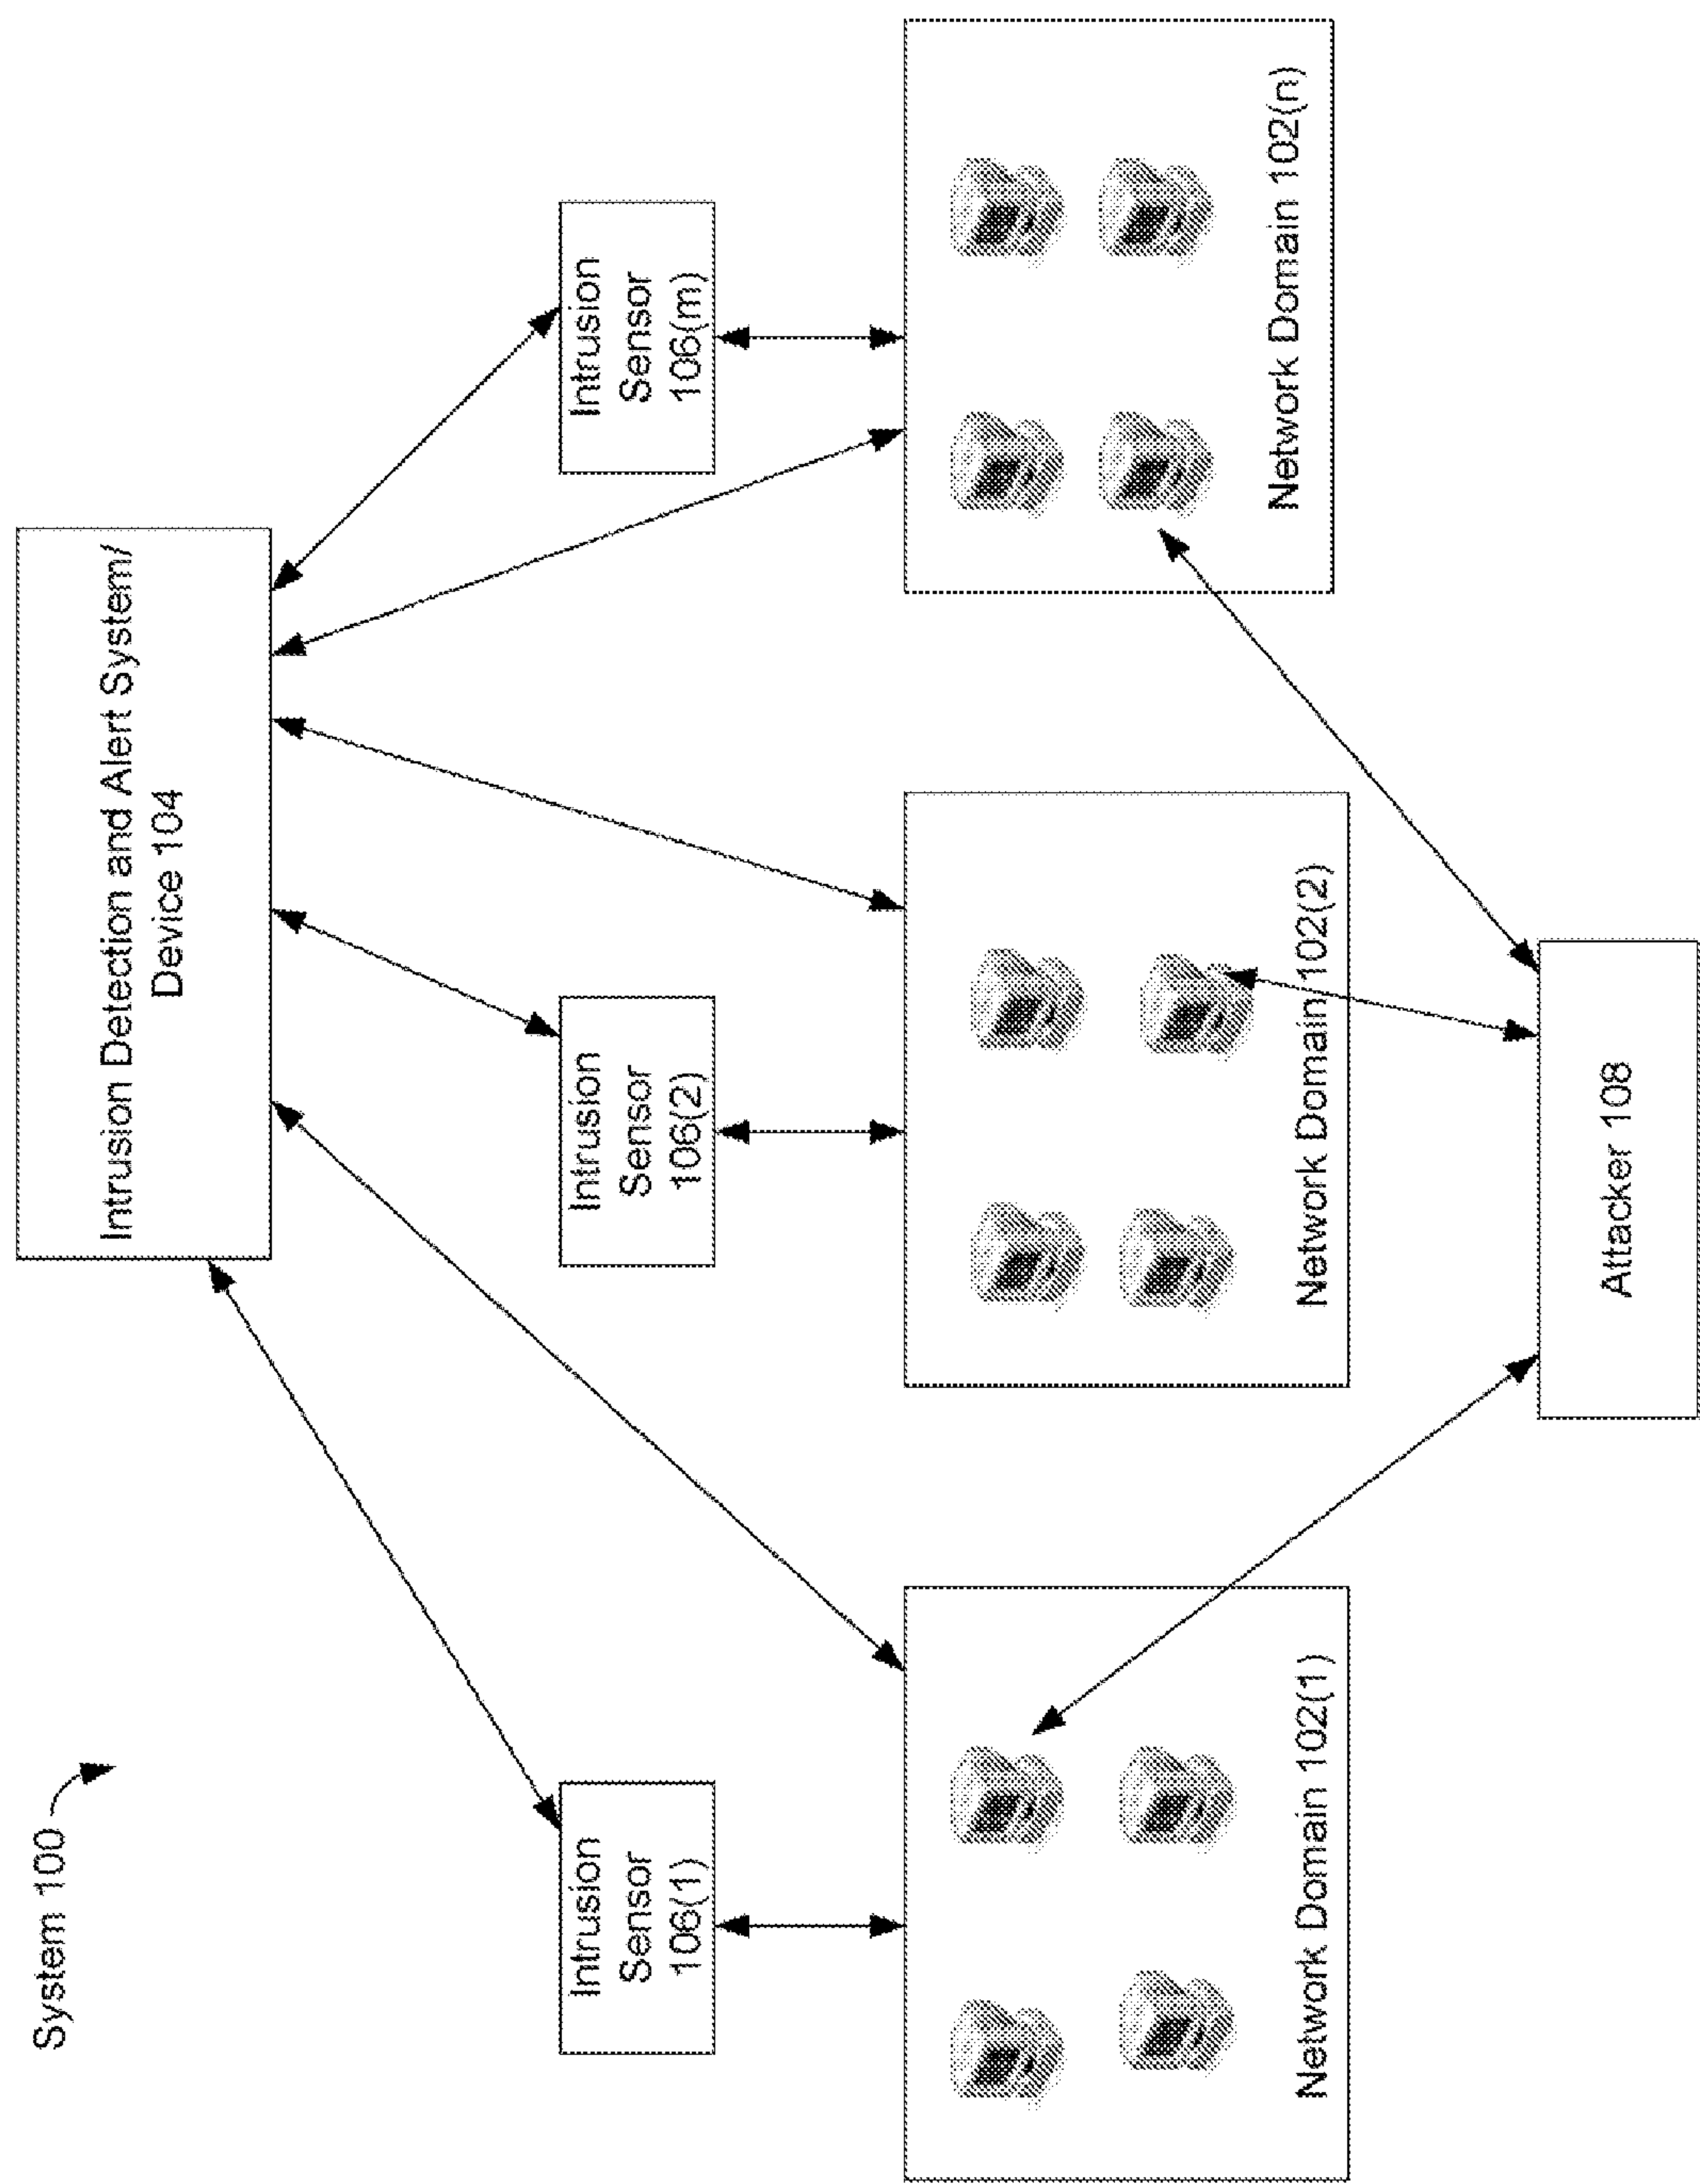 System 100
Intrusion Detection and Alert System/
Device 104
Intrusion
Sensor
106(1)
Intrusion
Sensor
106(2)
Intrusion
Sensor
106(m)
Network Domain 102(1)
Network Domain 102(2)
Network Domain 102(n)
Attacker 108